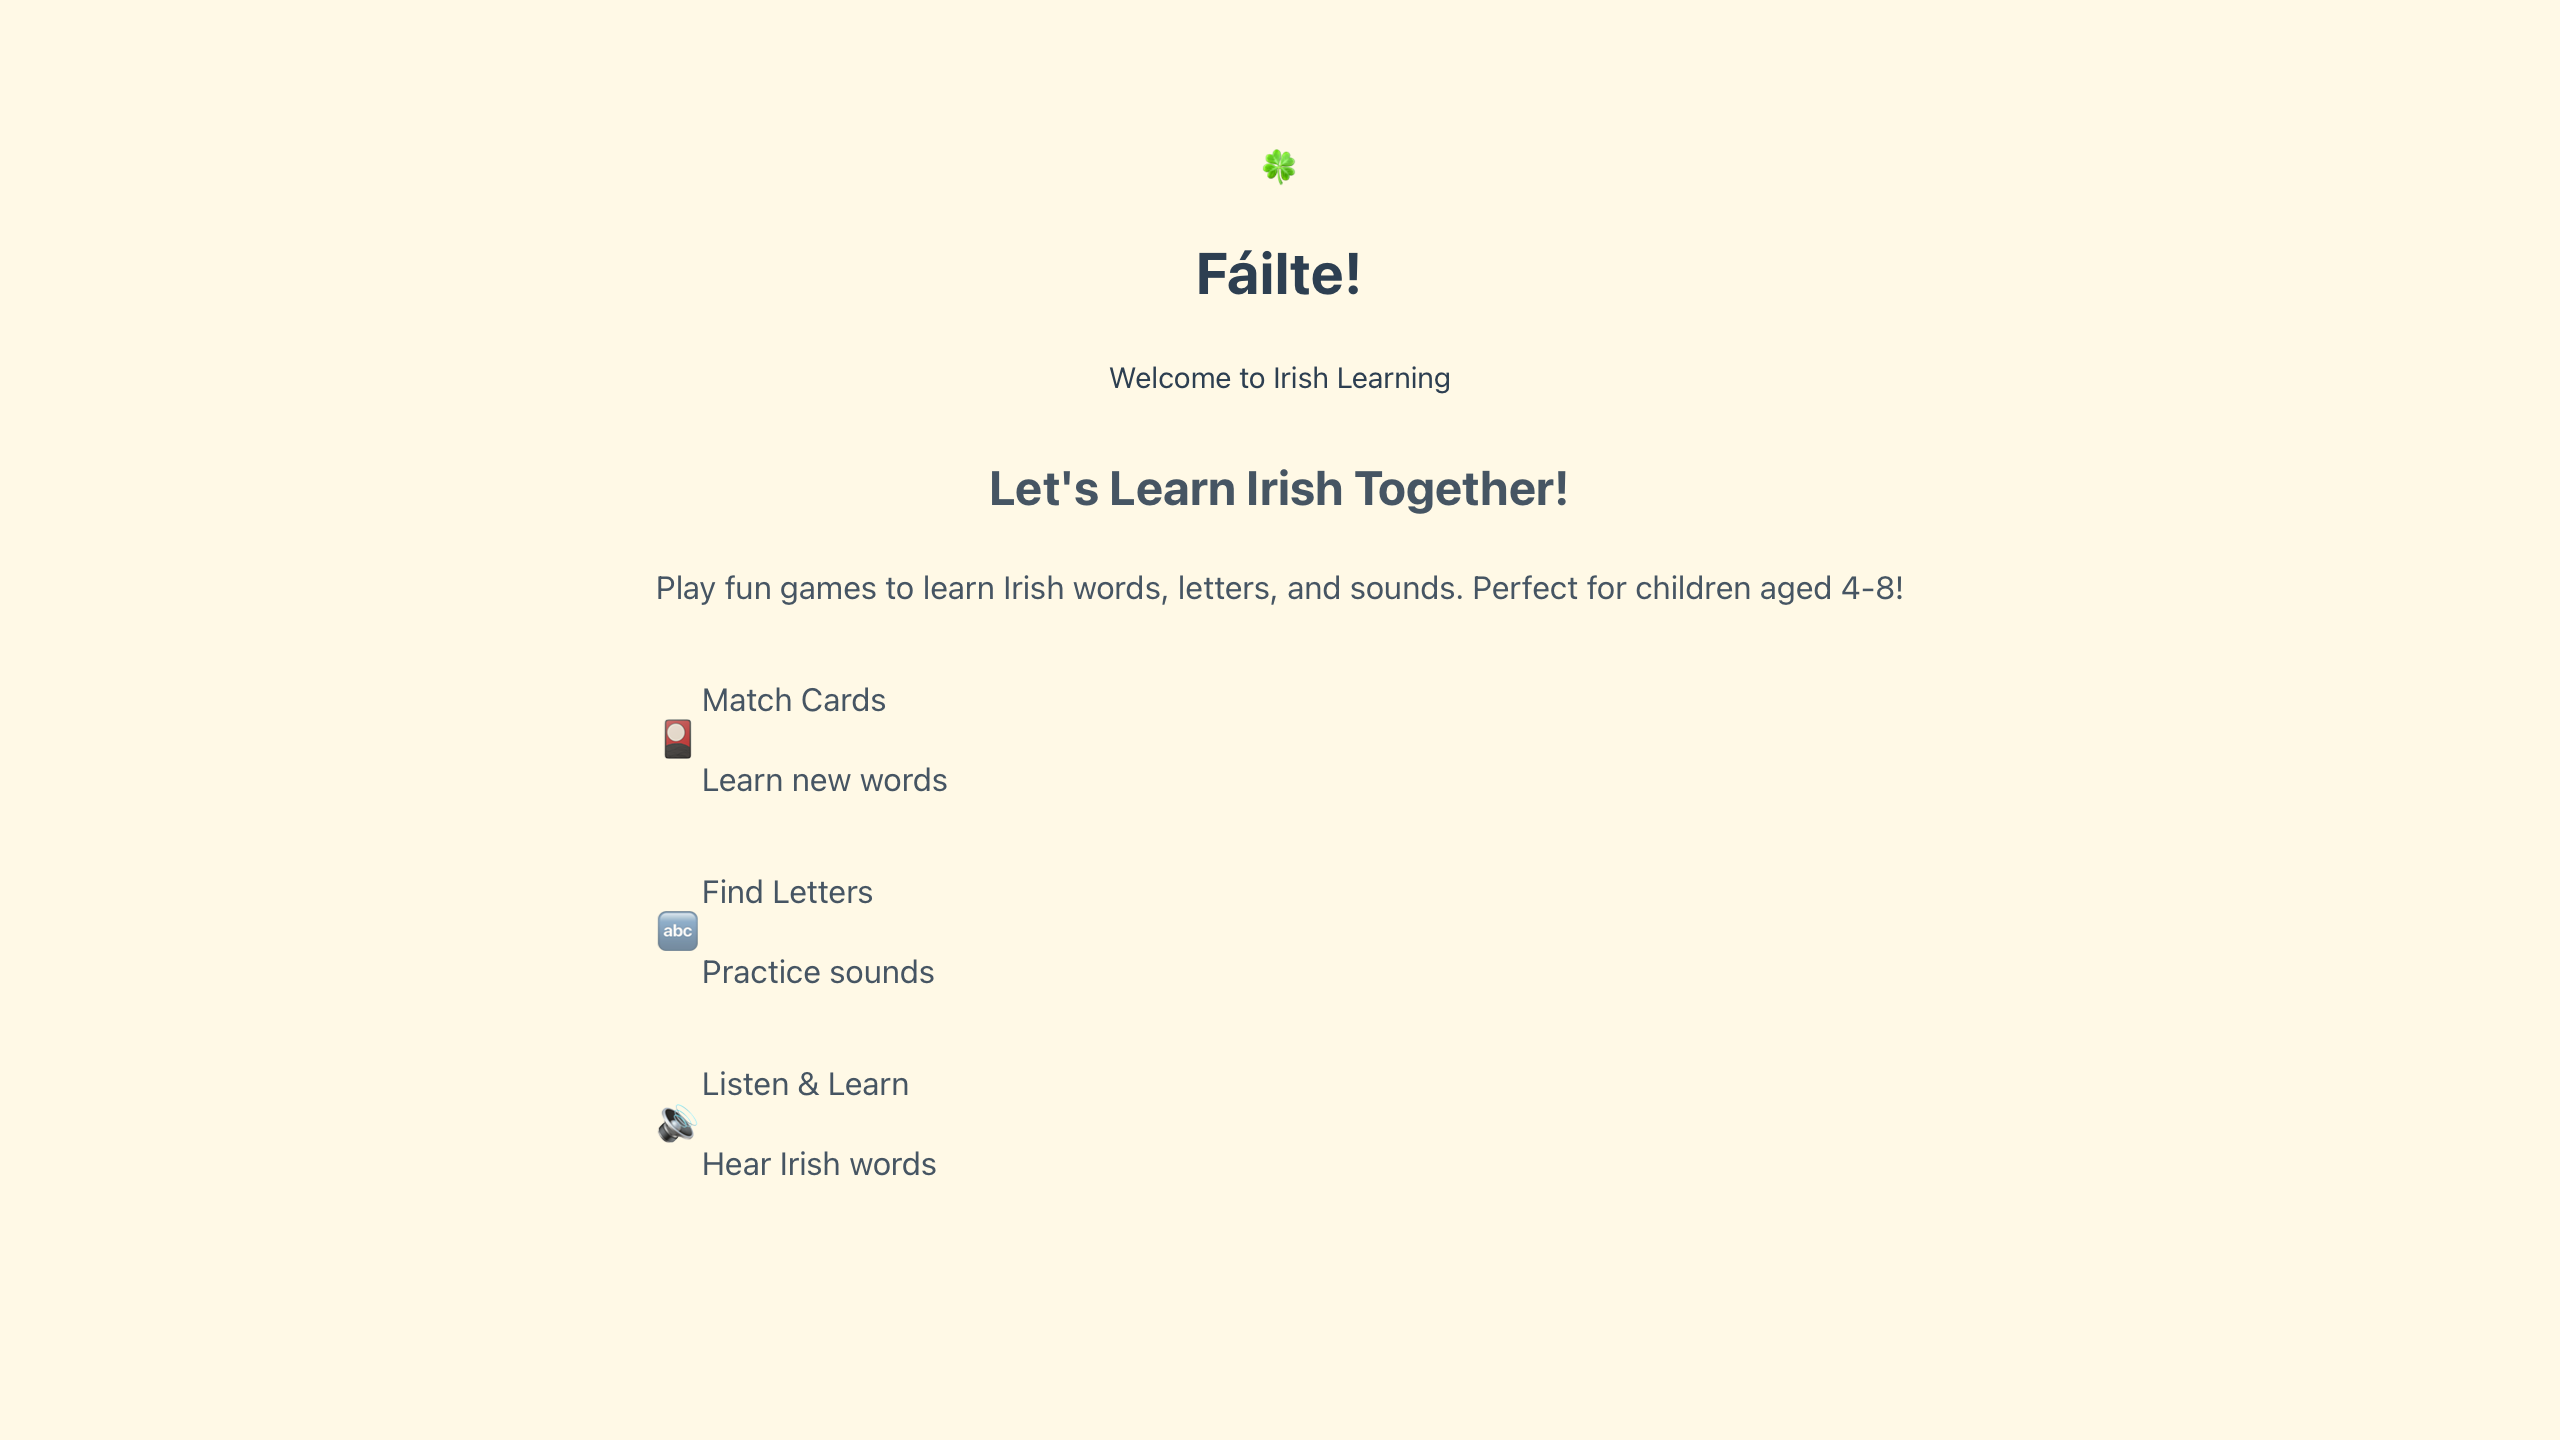 Fáilte!
Welcome to Irish Learning
Let's Learn Irish Together!
Play fun games to learn Irish words, letters, and sounds. Perfect for children aged 4-8!
Match Cards
Learn new words
Find Letters
abc
Practice sounds
Listen & Learn
Hear Irish words